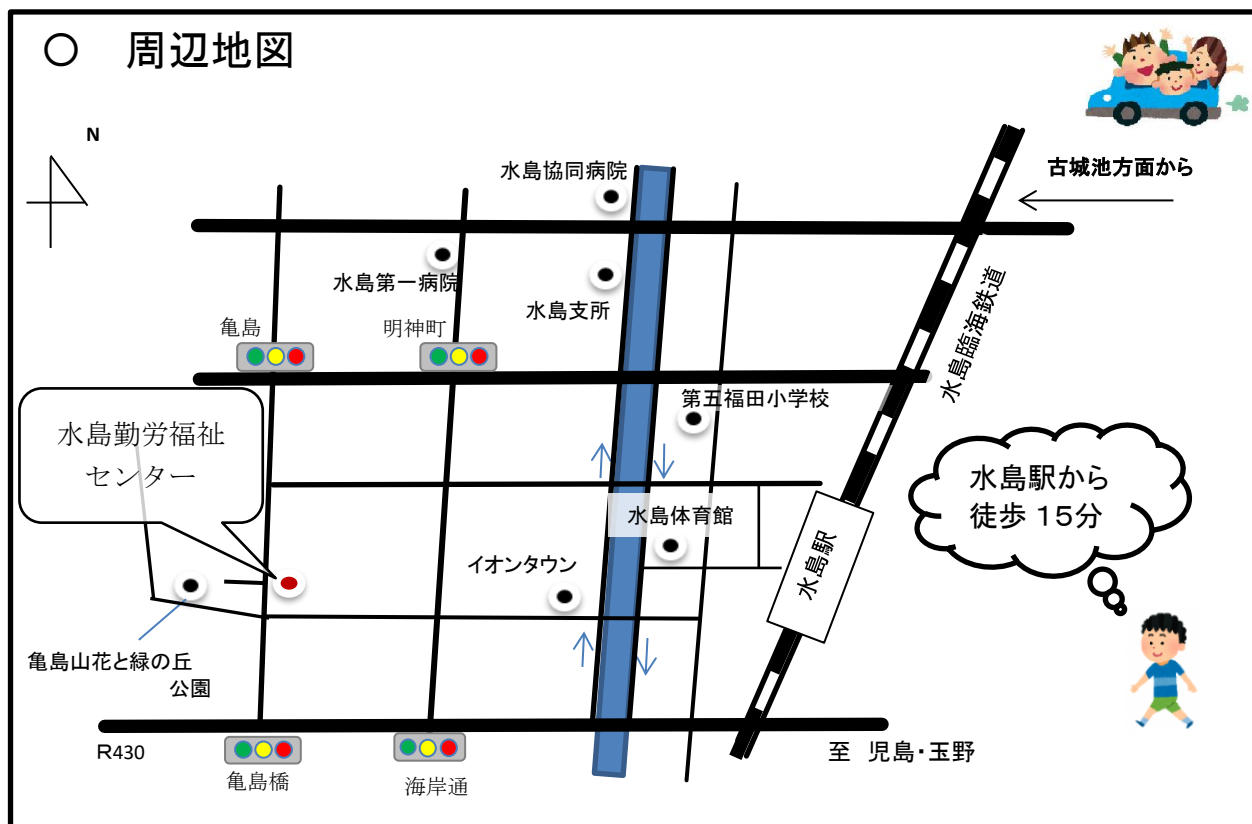 ○ 周辺地図
N
水島協同病院
古城池方面から
水島第一病院
水島支所
水島臨海鉄道
亀島
明神町
第五福田小学校
水島勤労福祉
センター
水島駅から
徒歩 15分
水島体育館
水島駅
イオンタウン
亀島山花と緑の丘
公園
R430
至 児島・玉野
亀島橋
海岸通